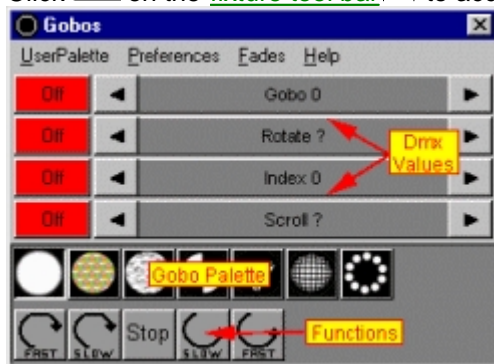 Gobos
UserPalette Preferences Fades Help
Off Gobo 0
Off Rotate ?
Dmx
Values
Off Index 0
Off Scroll ?
Gobo Palette
FAST SLOW Stop SLOW FAST
Functions